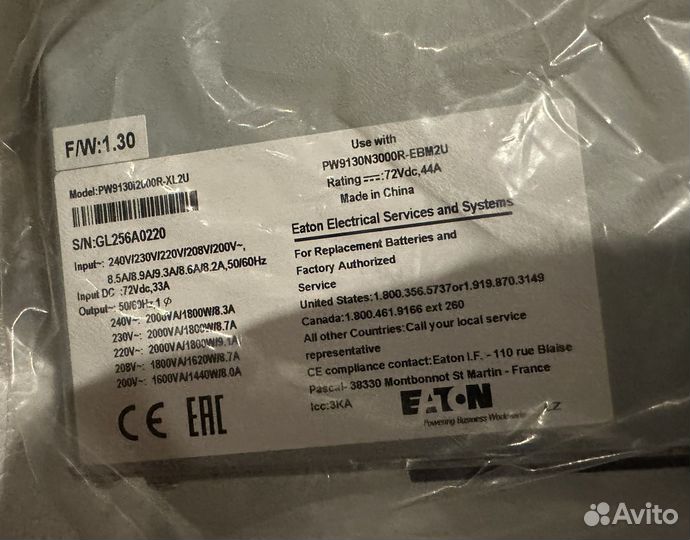 F/W:1.30
Model:PW9130i2000R-XL2U
S/N:GL256A0220
Input~: 240V/230V/220V/208V/200V~,
8.5A/8.9A/9.3A/8.6A/8.2A,50/60Hz
Input DC :72Vdc,33A
Output~: 50/60Hz 1 ϕ
240V~: 2000VA/1800W/8.3A
230V~: 2000VA/1800W/8.7A
220V~: 2000VA/1800W/9.1A
208V~: 1800VA/1620W/8.7A
200V~: 1600VA/1440W/8.0A
CE EAC
Use with
PW9130N3000R-EBM2U
Rating ⎓:72Vdc,44A
Made in China
Eaton Electrical Services and Systems
For Replacement Batteries and
Factory Authorized
Service
United States:1.800.356.5737or1.919.870.3149
Canada:1.800.461.9166 ext 260
All other Countries:Call your local service
representative
CE compliance contact:Eaton I.F. - 110 rue Blaise
Pascal- 38330 Montbonnot St Martin - France
Icc:3KA
EATON
Powering Business Worldwide
LZ
Avito